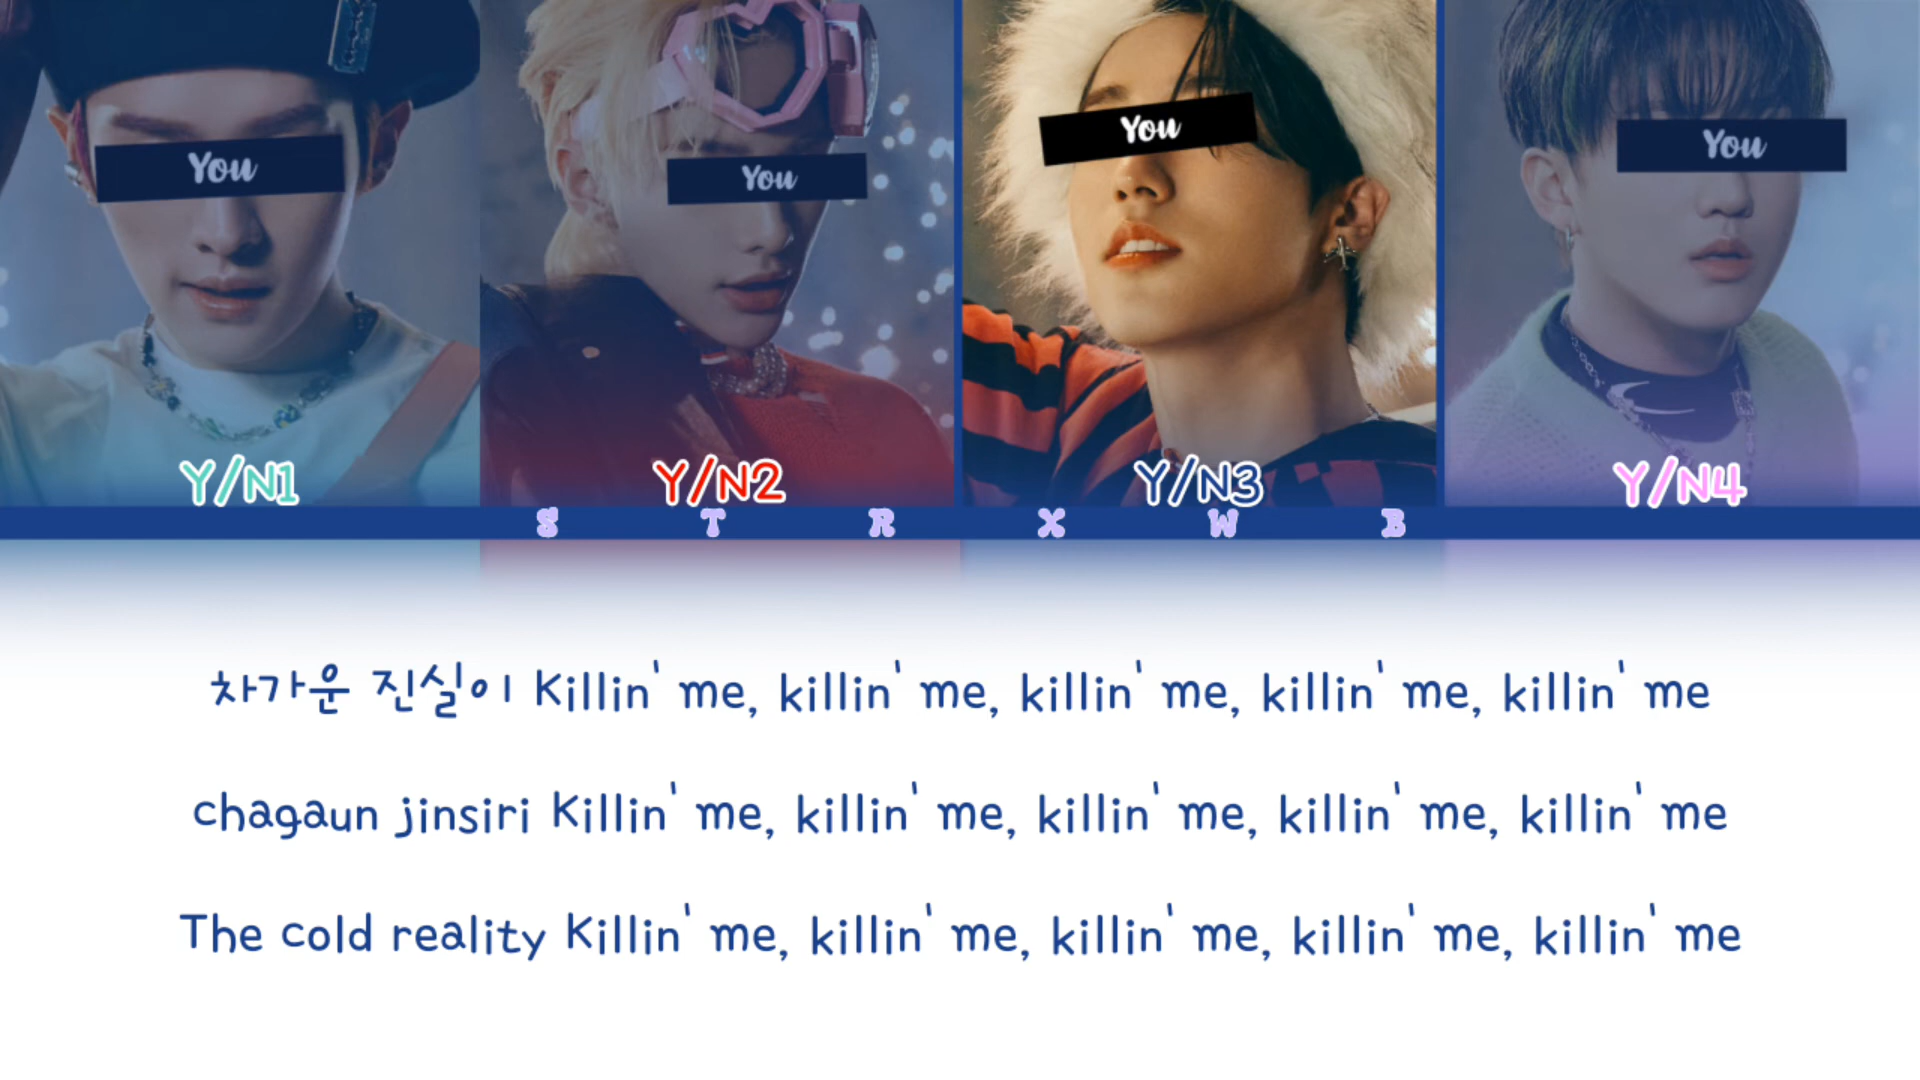 You
You
You
You
Y/N1
Y/N2
Y/N3
Y/N4
S T R X W B
차가운 진실이 Killin' me, killin' me, killin' me, killin' me, killin' me
chagaun jinsiri Killin' me, killin' me, killin' me, killin' me, killin' me
The cold reality Killin' me, killin' me, killin' me, killin' me, killin' me